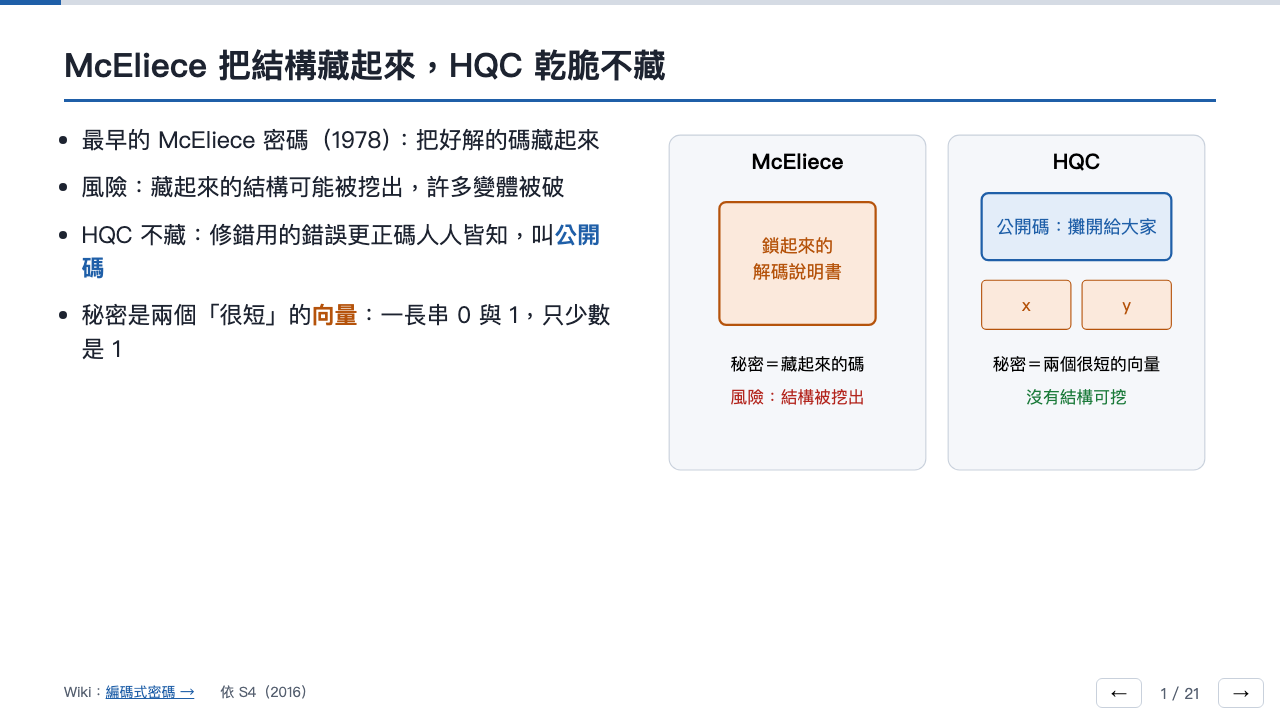 McEliece 把結構藏起來，HQC 乾脆不藏
• 最早的 McEliece 密碼（1978）：把好解的碼藏起來
• 風險：藏起來的結構可能被挖出，許多變體被破
• HQC 不藏：修錯用的錯誤更正碼人人皆知，叫公開
碼
• 秘密是兩個「很短」的向量：一長串 0 與 1，只少數
是 1
McEliece
鎖起來的
解碼說明書
秘密＝藏起來的碼
風險：結構被挖出
HQC
公開碼：攤開給大家
x
y
秘密＝兩個很短的向量
沒有結構可挖
Wiki：編碼式密碼 → 依 S4（2016）
← 1 / 21 →